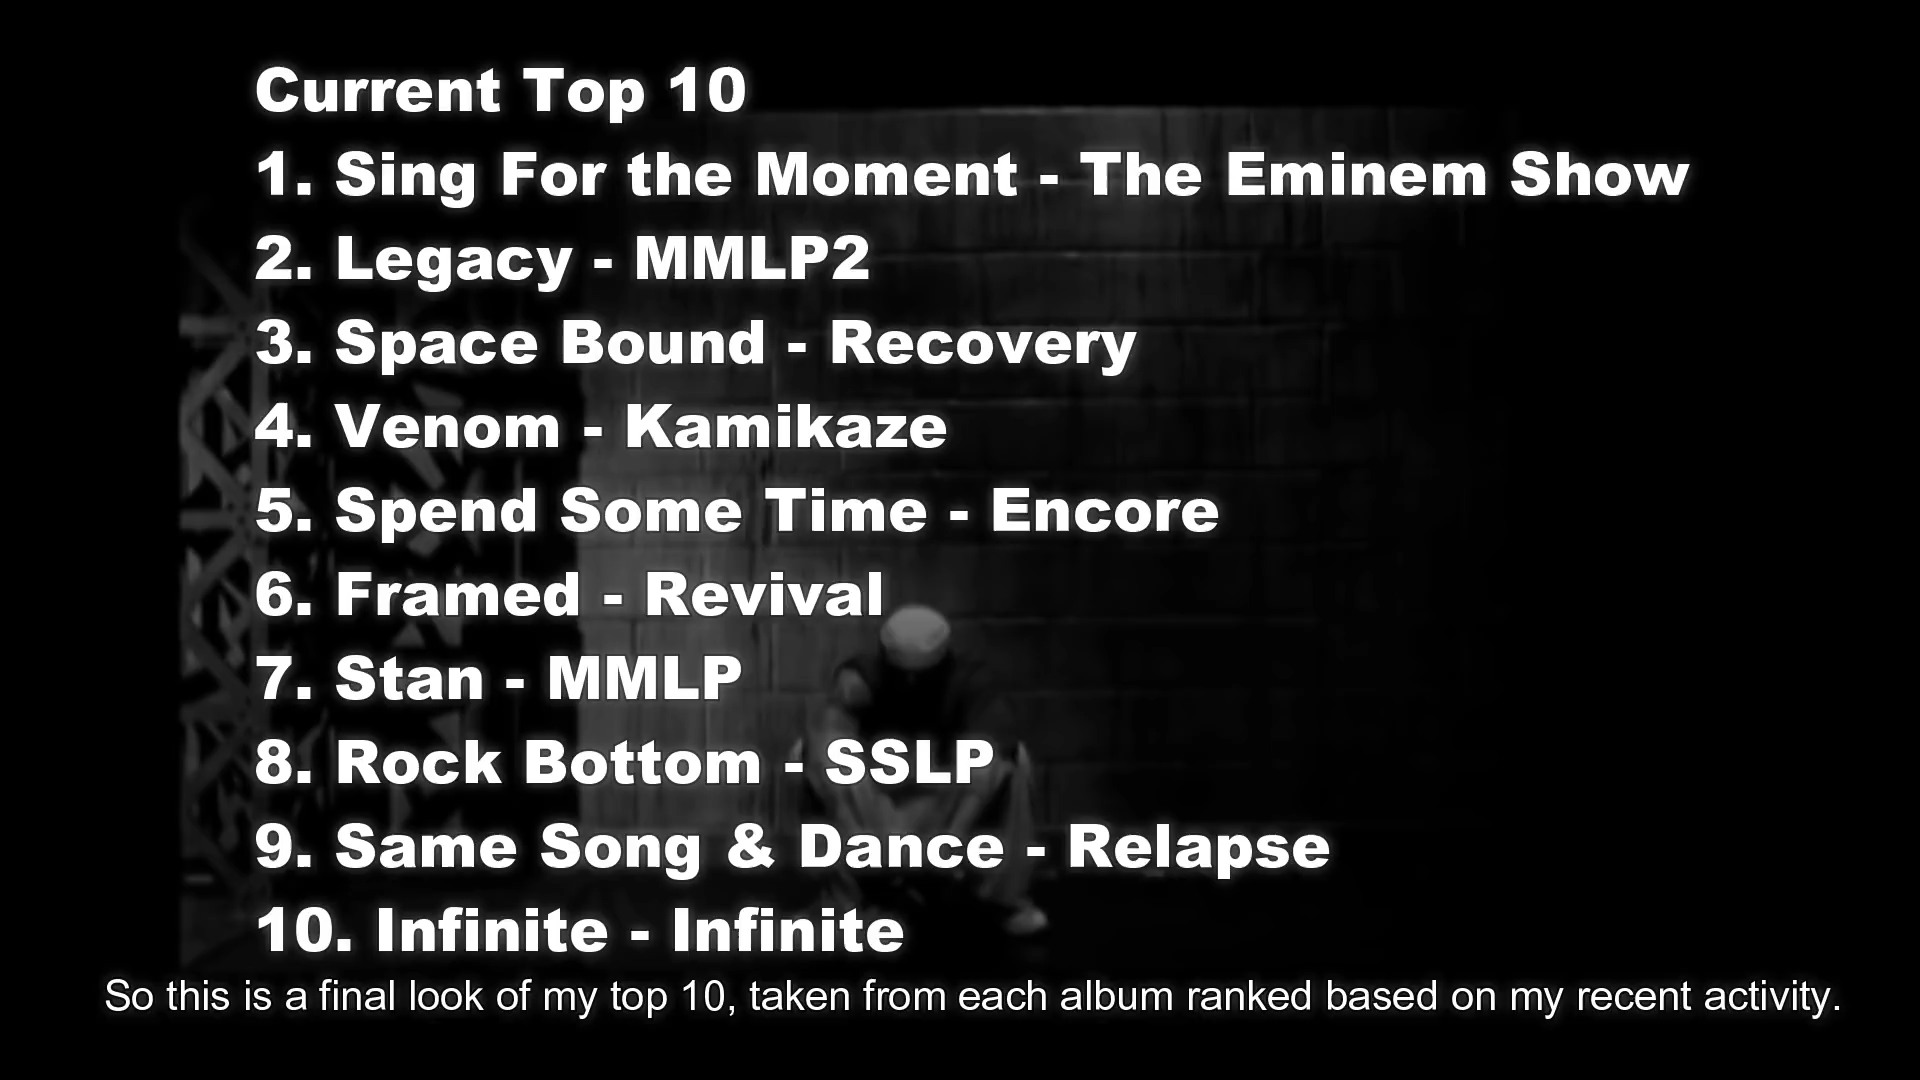 Current Top 10
1. Sing For the Moment - The Eminem Show
2. Legacy - MMLP2
3. Space Bound - Recovery
4. Venom - Kamikaze
5. Spend Some Time - Encore
6. Framed - Revival
7. Stan - MMLP
8. Rock Bottom - SSLP
9. Same Song & Dance - Relapse
10. Infinite - Infinite
So this is a final look of my top 10, taken from each album ranked based on my recent activity.